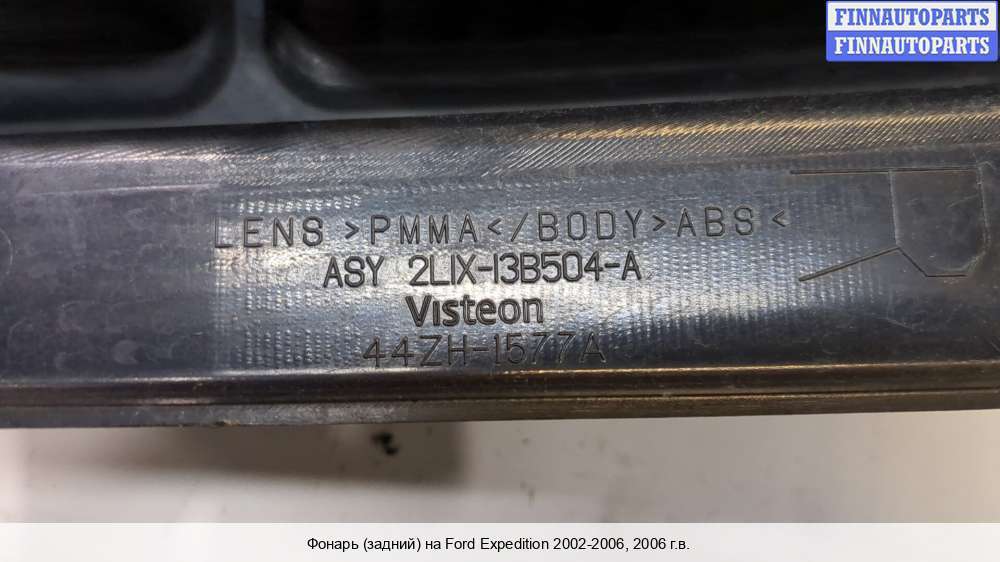 FINNAUTOPARTS
FINNAUTOPARTS
LENS >PMMA</BODY>ABS<
ASY 2L1X-13B504-A
Visteon
44ZH-1577A
Фонарь (задний) на Ford Expedition 2002-2006, 2006 г.в.